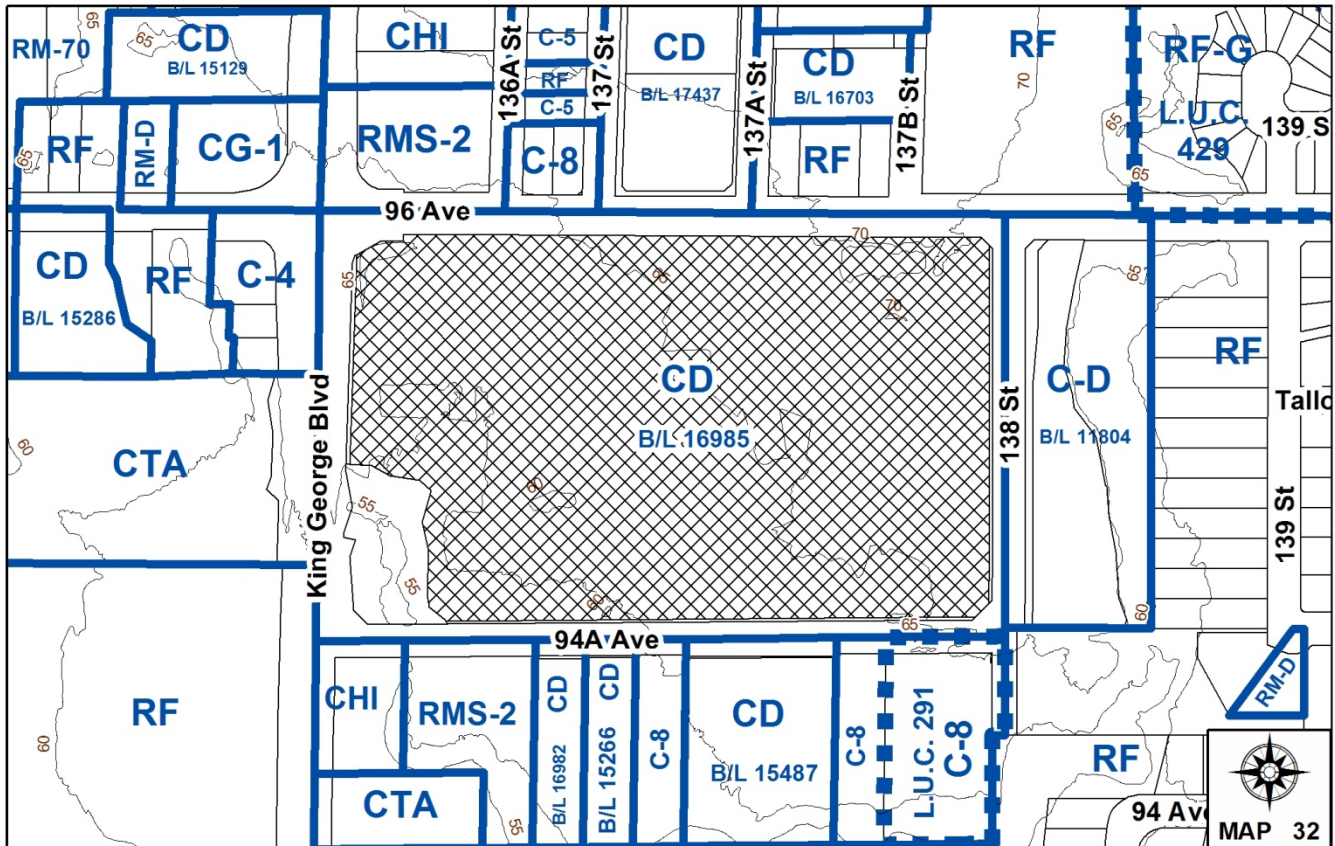 RM-70
65
65
CD
B/L 15129
CHI
136A St
C-5
RF
C-5
137 St
CD
B/L 17437
137A St
CD
B/L 16703
137B St
RF
70
RF-G
L.U.C.
429
65
65
139 S
65
RF
RM-D
CG-1
RMS-2
C-8
RF
96 Ave
CD
B/L 15286
RF
C-4
65
65
70
70
65
CD
B/L 16985
King George Blvd
138 St
C-D
B/L 11804
RF
Tallo
139 St
60
CTA
60
55
55
60
60
65
94A Ave
RF
60
CHI
RMS-2
CTA
55
CD
B/L 16982
CD
B/L 15266
C-8
CD
B/L 15487
C-8
L.U.C. 291
C-8
RM-D
RF
94 Ave
MAP 32